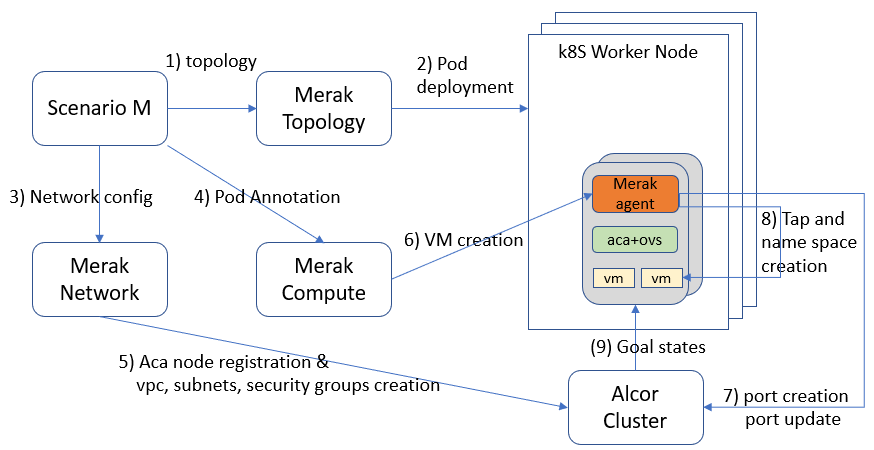 1) topology
2) Pod
deployment
k8S Worker Node
Scenario M
Merak
Topology
3) Network config
4) Pod Annotation
Merak
agent
8) Tap and
name space
creation
6) VM creation
aca+ovs
Merak
Network
Merak
Compute
vm
vm
(9) Goal states
5) Aca node registration &
vpc, subnets, security groups creation
Alcor
Cluster
7) port creation
port update